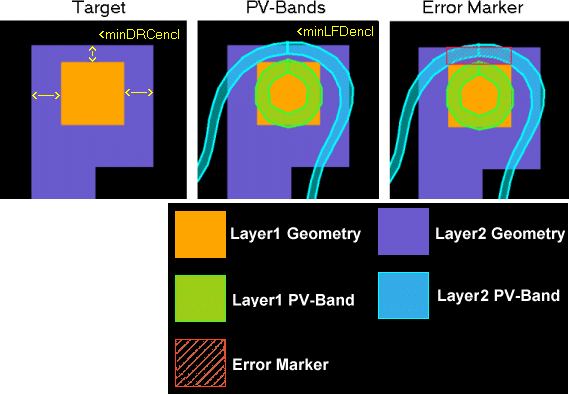 Target PV-Bands Error Marker
<minDRCencl <minLFDencl
Layer1 Geometry Layer2 Geometry
Layer1 PV-Band Layer2 PV-Band
Error Marker